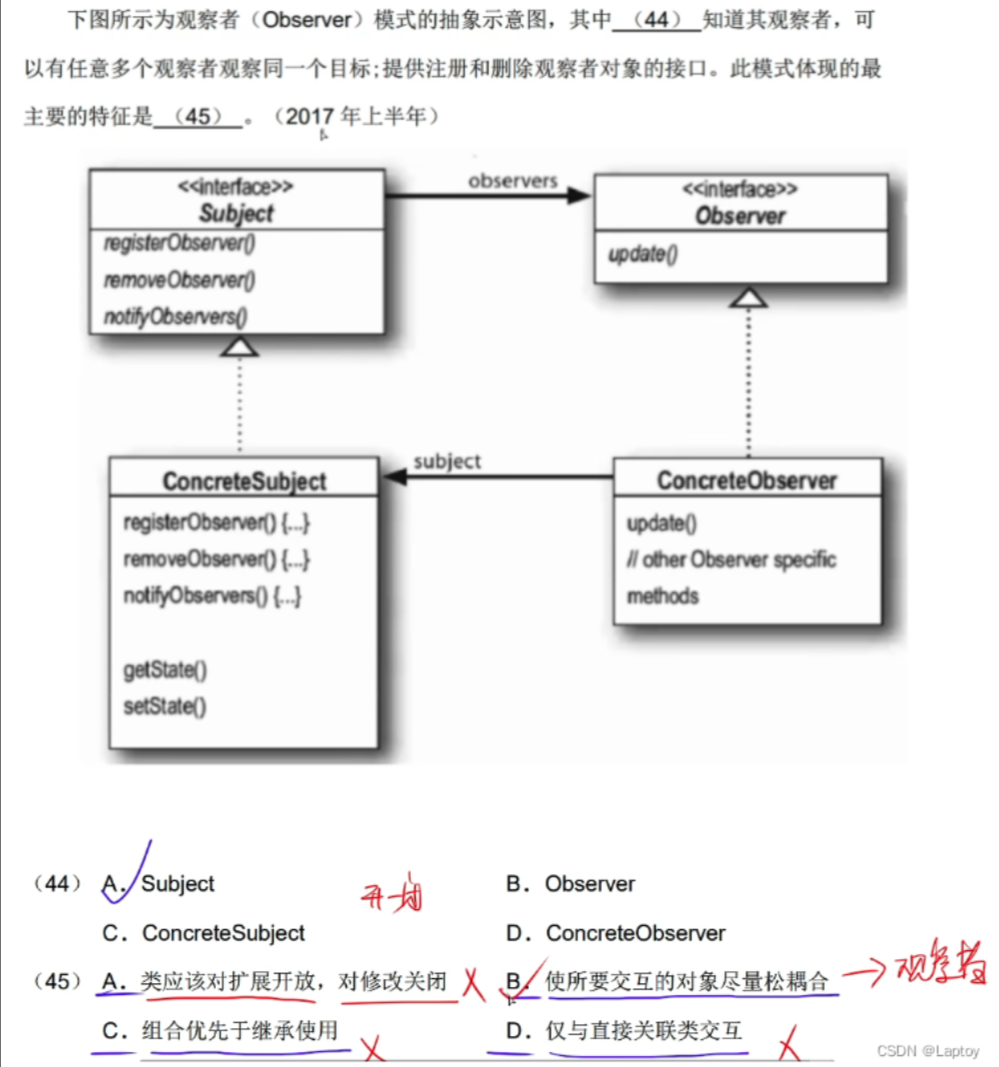 下图所示为观察者（Observer）模式的抽象示意图，其中 （44） 知道其观察者，可
以有任意多个观察者观察同一个目标;提供注册和删除观察者对象的接口。此模式体现的最
主要的特征是 （45） 。（2017 年上半年）
<<interface>>
Subject
registerObserver()
removeObserver()
notifyObservers()
observers
<<interface>>
Observer
update()
ConcreteSubject
registerObserver() {...}
removeObserver() {...}
notifyObservers() {...}
getState()
setState()
subject
ConcreteObserver
update()
// other Observer specific
methods
（44） A．Subject B．Observer
开闭
C．ConcreteSubject D．ConcreteObserver
（45） A．类应该对扩展开放，对修改关闭 B．使所要交互的对象尽量松耦合 观察者
C．组合优先于继承使用 D．仅与直接关联类交互
CSDN @Laptoy